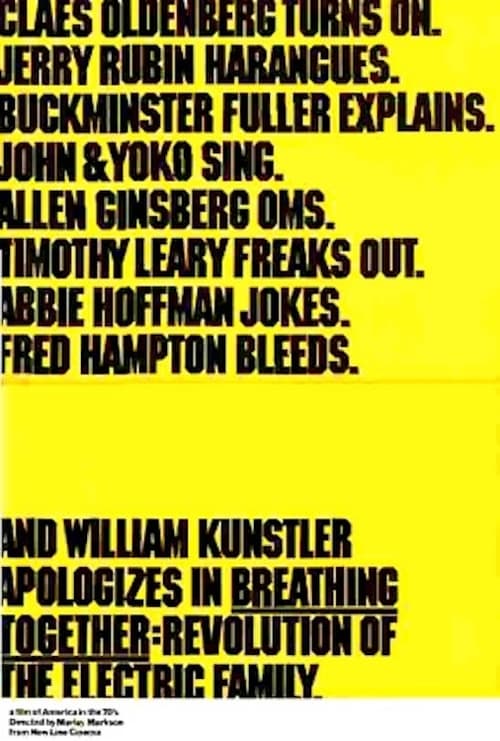 CLAES OLDENBERG TURNS ON.
JERRY RUBIN HARANGUES.
BUCKMINSTER FULLER EXPLAINS.
JOHN & YOKO SING.
ALLEN GINSBERG OMS.
TIMOTHY LEARY FREAKS OUT.
ABBIE HOFFMAN JOKES.
FRED HAMPTON BLEEDS.
AND WILLIAM KUNSTLER
APOLOGIZES IN BREATHING
TOGETHER:REVOLUTION OF
THE ELECTRIC FAMILY.
a film of America in the 70's
Directed by Morley Markson
From New Line Cinema